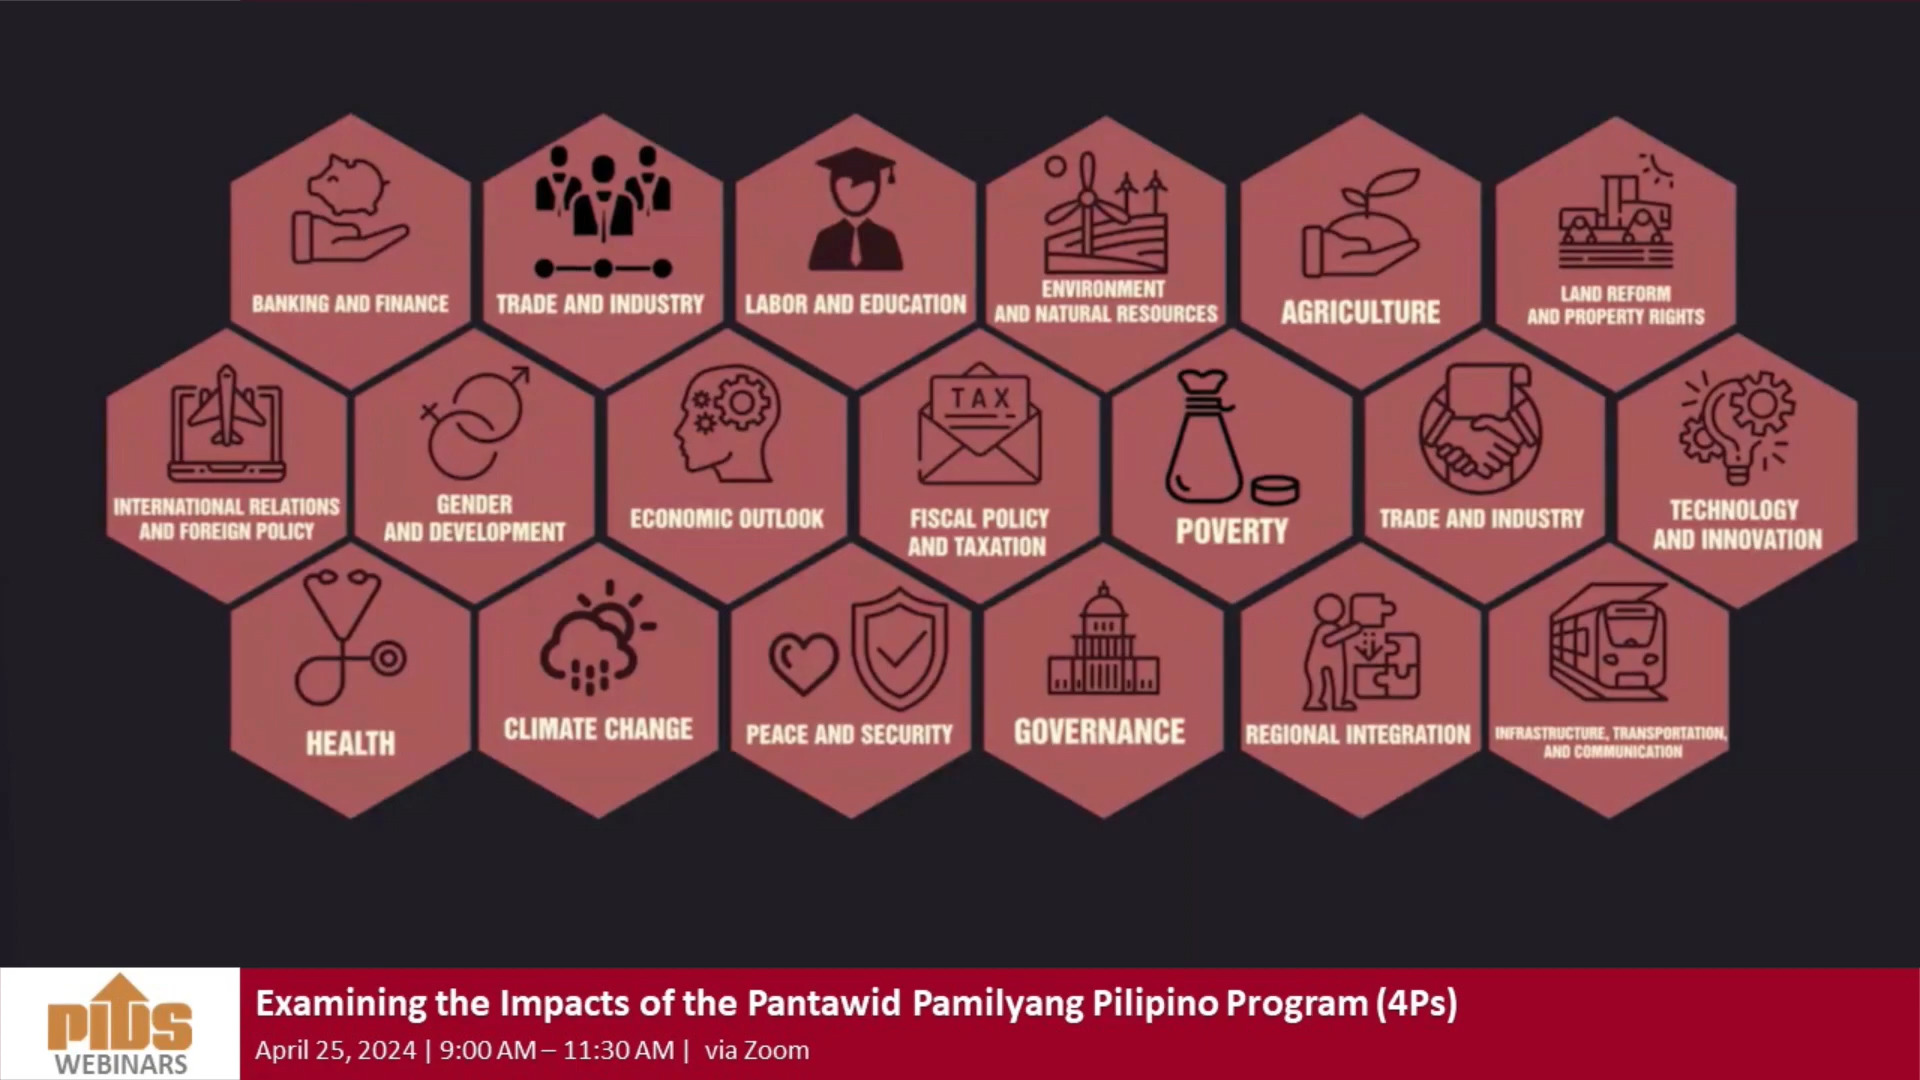 BANKING AND FINANCE
TRADE AND INDUSTRY
LABOR AND EDUCATION
ENVIRONMENT
AND NATURAL RESOURCES
AGRICULTURE
LAND REFORM
AND PROPERTY RIGHTS
INTERNATIONAL RELATIONS
AND FOREIGN POLICY
GENDER
AND DEVELOPMENT
ECONOMIC OUTLOOK
TAX
FISCAL POLICY
AND TAXATION
POVERTY
TRADE AND INDUSTRY
TECHNOLOGY
AND INNOVATION
HEALTH
CLIMATE CHANGE
PEACE AND SECURITY
GOVERNANCE
REGIONAL INTEGRATION
INFRASTRUCTURE, TRANSPORTATION,
AND COMMUNICATION
PIDS
WEBINARS
Examining the Impacts of the Pantawid Pamilyang Pilipino Program (4Ps)
April 25, 2024 | 9:00 AM – 11:30 AM | via Zoom